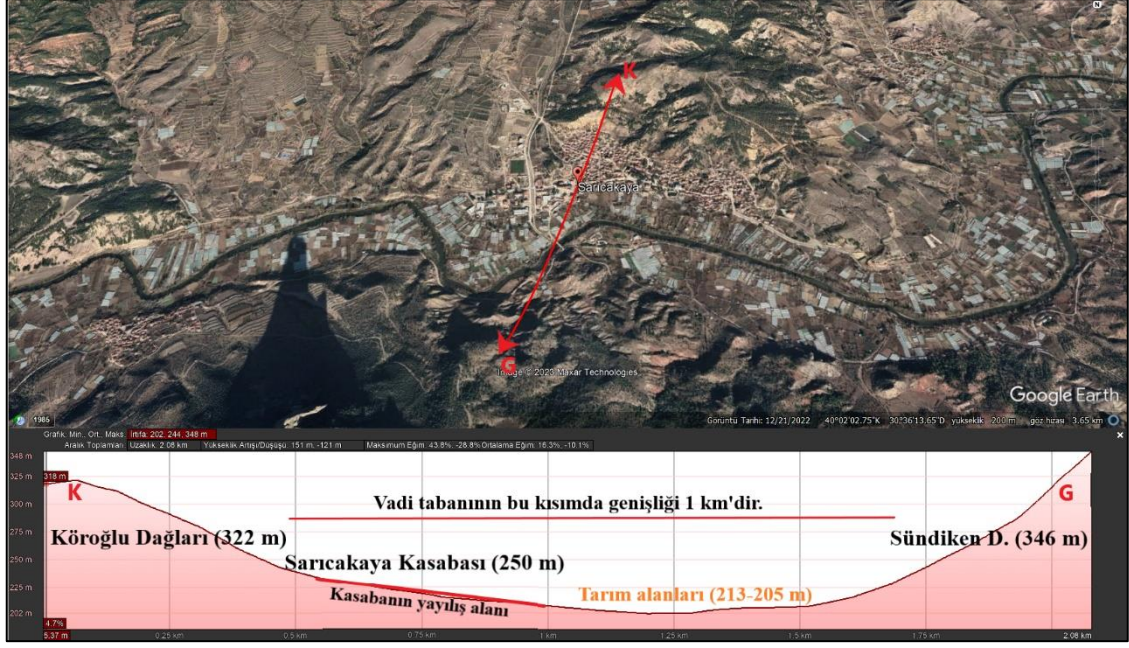 N
K
Sarıcakaya
G
Image © 2023 Maxar Technologies
Google Earth
1985
Görüntü Tarihi: 12/21/2022 40°02'02.75"K 30°36'13.65"D yükseklik 200 m göz hizası 3.65 km
Grafik: Min., Ort., Maks. İrtifa: 202, 244, 348 m
Aralık Toplamları: Uzaklık: 2.08 km Yükseklik Artışı/Düşüşü: 151 m, -121 m Maksimum Eğim: 43.8%, -28.8% Ortalama Eğim: 16.3%, -10.1%
348 m
325 m
300 m
275 m
250 m
225 m
202 m
318 m
K
G
Vadi tabanının bu kısımda genişliği 1 km'dir.
Köroğlu Dağları (322 m)
Sündiken D. (346 m)
Sarıcakaya Kasabası (250 m)
Kasabanın yayılış alanı
Tarım alanları (213-205 m)
4.7%
5.37 m
0.25 km
0.5 km
0.75 km
1 km
1.25 km
1.5 km
1.75 km
2.08 km